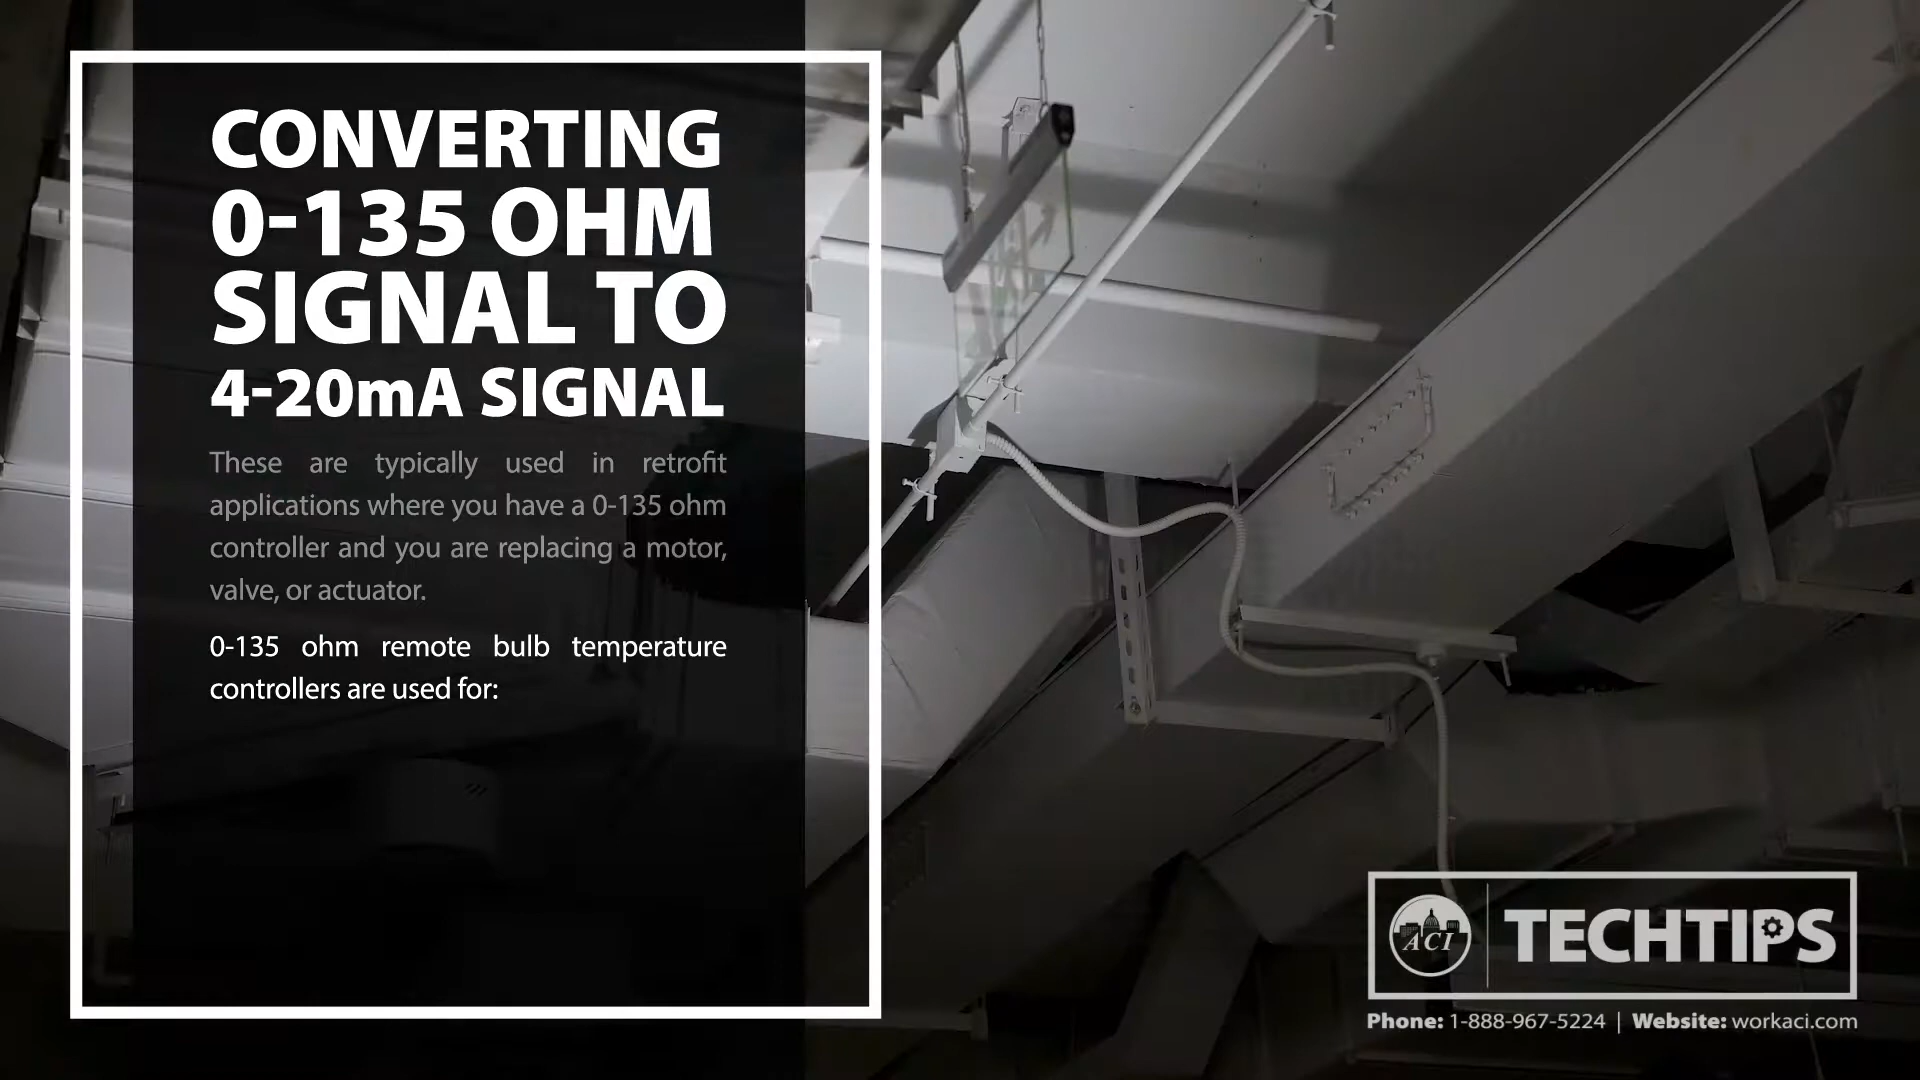 CONVERTING
0-135 OHM
SIGNAL TO
4-20mA SIGNAL
These are typically used in retrofit
applications where you have a 0-135 ohm
controller and you are replacing a motor,
valve, or actuator.
0-135 ohm remote bulb temperature
controllers are used for:
ACI TECHTIPS
Phone: 1-888-967-5224 | Website: workaci.com